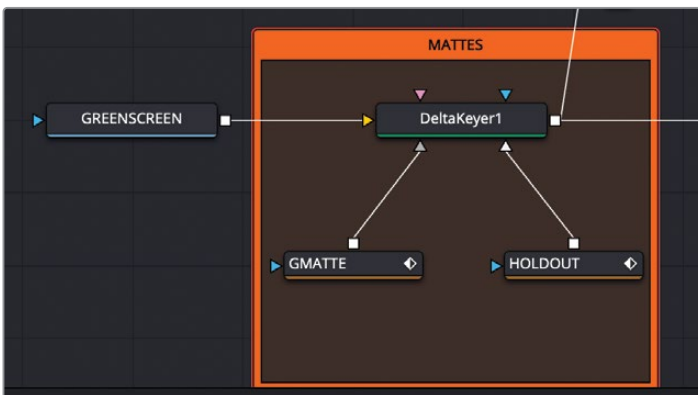 MATTES
GREENSCREEN
DeltaKeyer1
GMATTE
HOLDOUT